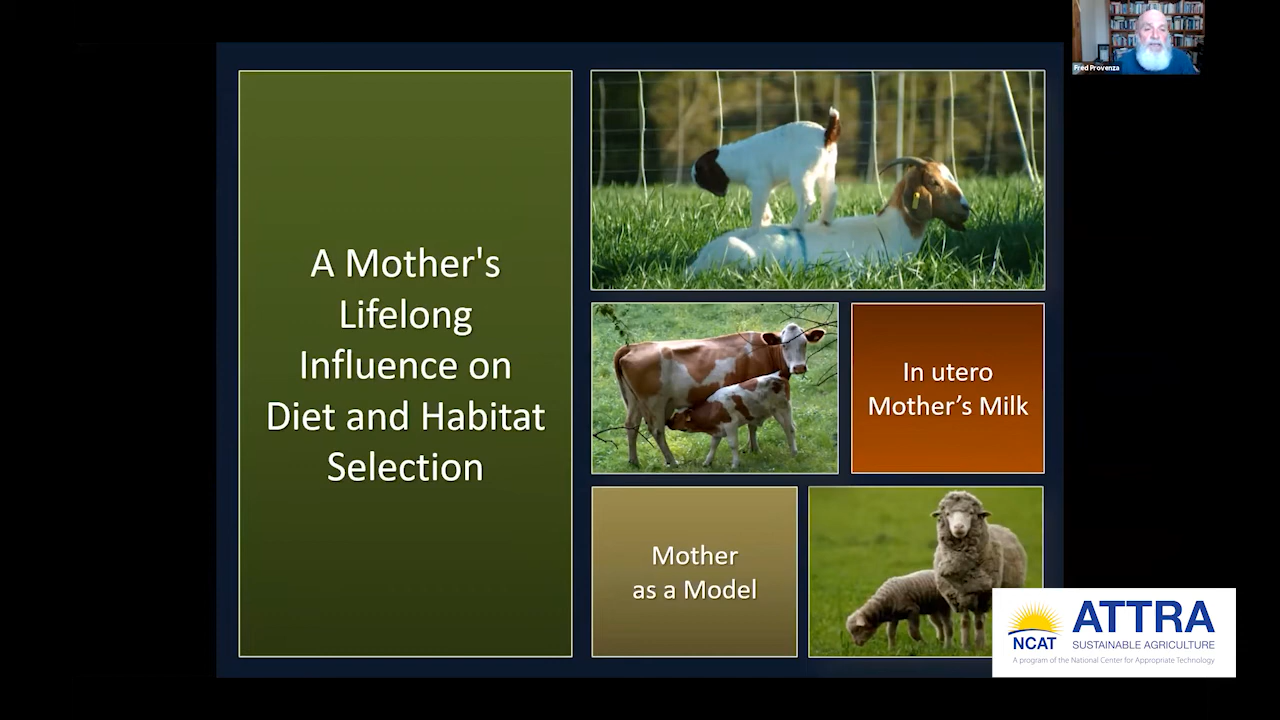 Fred Provenza
A Mother's
Lifelong
Influence on
Diet and Habitat
Selection
In utero
Mother’s Milk
Mother
as a Model
NCAT
ATTRA
SUSTAINABLE AGRICULTURE
A program of the National Center for Appropriate Technology